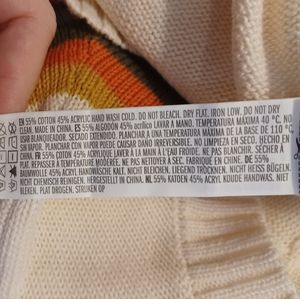 EN 55% COTTON 45% ACRYLIC HAND WASH COLD. DO NOT BLEACH. DRY FLAT. IRON LOW. DO NOT DRY
CLEAN. MADE IN CHINA. ES 55% ALGODON 45% acrílico LAVAR A MANO. TEMPERATURA MÁXIMA 40 °C. NO
USAR BLANQUEADOR. SECADO EXTENDIDO. PLANCHAR A UNA TEMPERATURA MÁXIMA DE LA BASE DE 110 °C
PLANCHAR CON VAPOR PUEDE CAUSAR DAÑO IRREVERSIBLE. NO LIMPIEZA EN SECO. HECHO EN
CHINA. FR 55% COTON 45% ACRYLIQUE LAVER À LA MAIN À L'EAU FROIDE. NE PAS BLANCHIR. SÉCHER À
PLAT. REPASSER À TEMPÉRATURE MODÉRÉE. NE PAS NETTOYER À SEC. FABRIQUÉ EN CHINE. DE 55%
BAUMWOLLE 45% ACRYL HANDWÄSCHE KALT. NICHT BLEICHEN. LIEGEND TROCKNEN. NICHT HEISS BÜGELN.
NICHT CHEMISCH REINIGEN. HERGESTELLT IN CHINA. NL 55% KATOEN 45% ACRYL KOUDE HANDWAS. NIET
BLEKEN. PLAT DROGEN. STRIJKEN OP